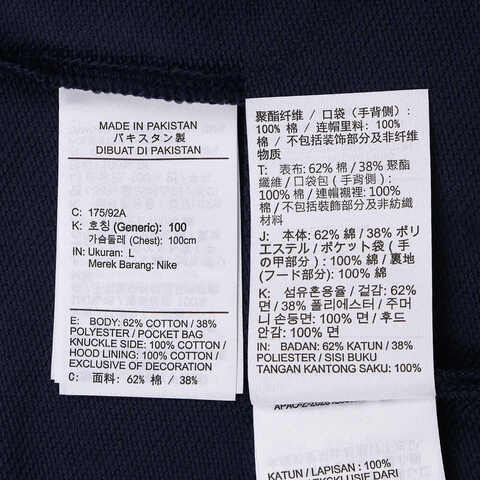 MADE IN PAKISTAN
パキスタン製
DIBUAT DI PAKISTAN
C: 175/92A
K: 호칭 (Generic): 100
가슴둘레 (Chest): 100cm
IN: Ukuran: L
Merek Barang: Nike
E: BODY: 62% COTTON / 38%
POLYESTER / POCKET BAG
KNUCKLE SIDE: 100% COTTON /
HOOD LINING: 100% COTTON /
EXCLUSIVE OF DECORATION
C: 面料: 62% 棉 / 38%
聚酯纤维 / 口袋 (手背侧) :
100% 棉 / 连帽里料: 100%
棉 / 不包括装饰部分及非纤维
物质
T: 表布: 62% 棉 / 38% 聚酯
纖維 / 口袋包 (手背側) :
100% 棉 / 連帽襯裡: 100%
棉 / 不包括裝飾部分及非紡織
材料
J: 本体: 62% 綿 / 38% ポリ
エステル / ポケット袋 (手
の甲部分) : 100% 綿 / 裏地
(フード部分): 100% 綿
K: 섬유혼용율 / 겉감: 62%
면 / 38% 폴리에스터 / 주머
니 손등면: 100% 면 / 후드
안감: 100% 면
IN: BADAN: 62% KATUN / 38%
POLIESTER / SISI BUKU
TANGAN KANTONG SAKU: 100%
KATUN / LAPISAN : 100%